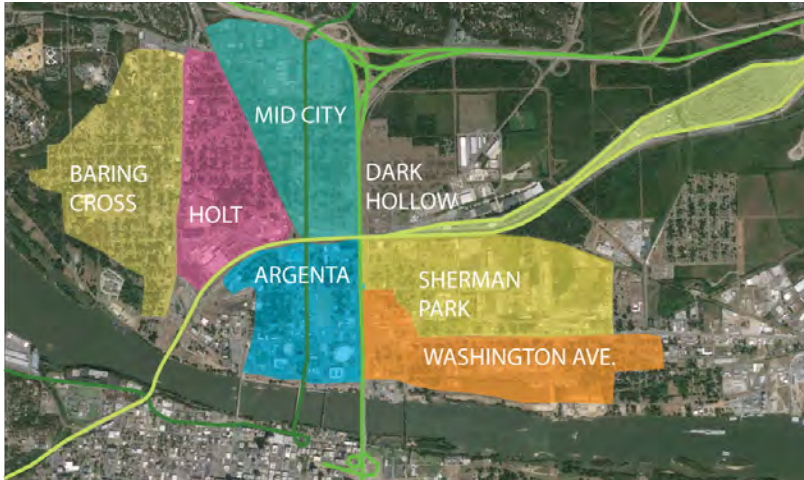 MID CITY
BARING
CROSS
DARK
HOLLOW
HOLT
ARGENTA
SHERMAN
PARK
WASHINGTON AVE.